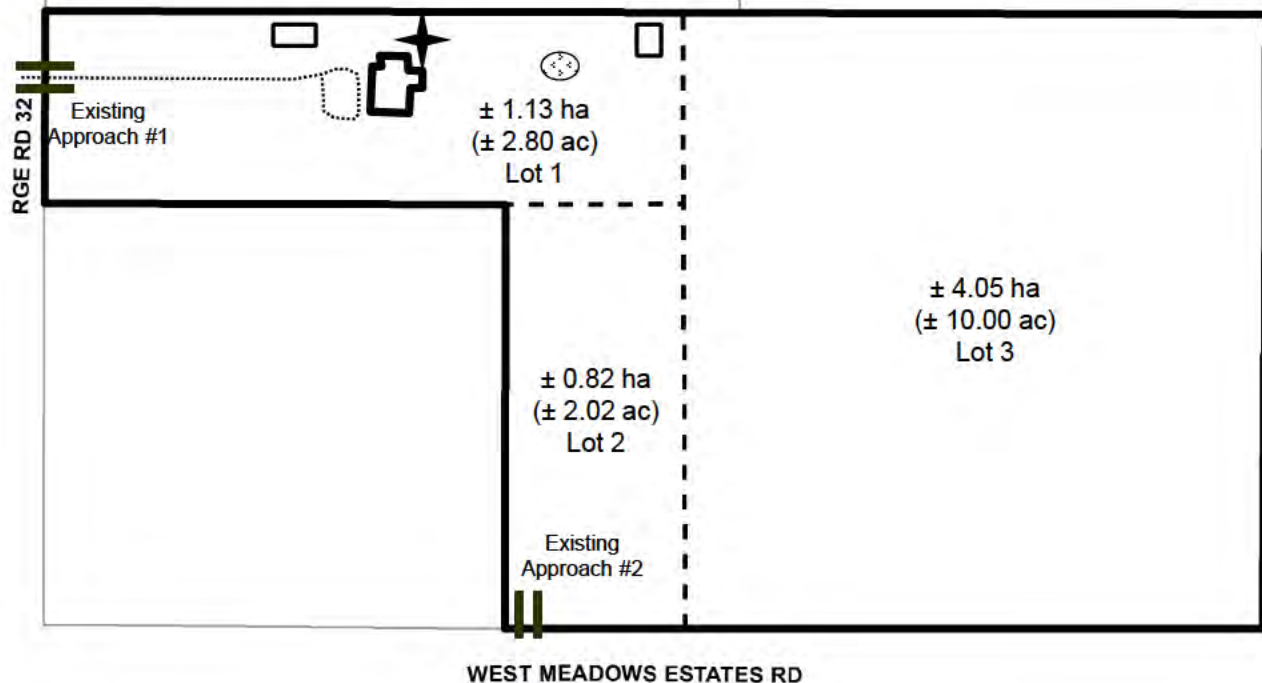 RGE RD 32
Existing
Approach #1
± 1.13 ha
(± 2.80 ac)
Lot 1
± 4.05 ha
(± 10.00 ac)
Lot 3
± 0.82 ha
(± 2.02 ac)
Lot 2
Existing
Approach #2
WEST MEADOWS ESTATES RD